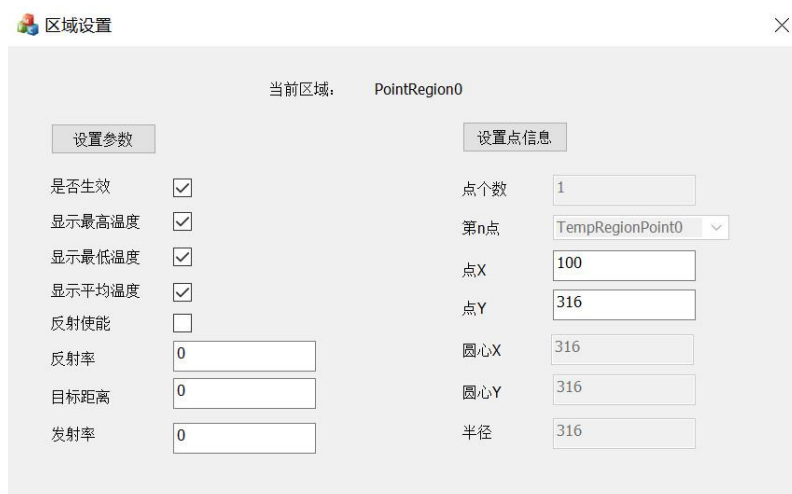 区域设置
当前区域： PointRegion0
设置参数
是否生效
显示最高温度
显示最低温度
显示平均温度
反射使能
反射率 0
目标距离 0
发射率 0
设置点信息
点个数 1
第n点 TempRegionPoint0
点X 100
点Y 316
圆心X 316
圆心Y 316
半径 316